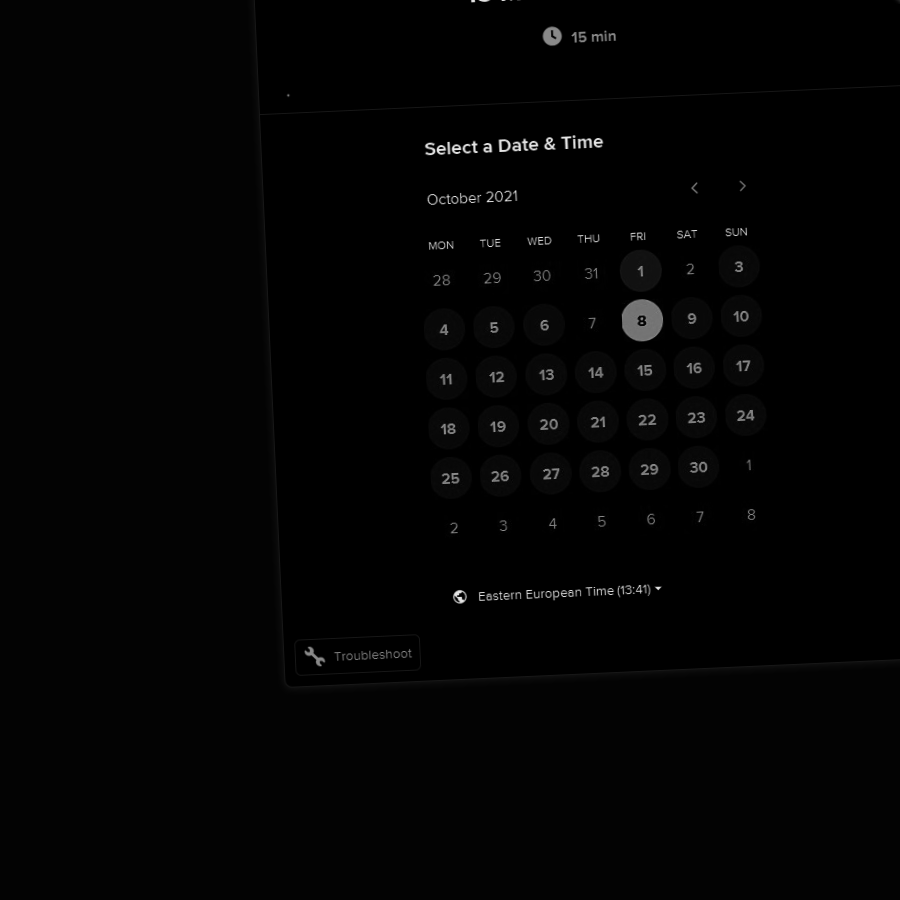 15 min
Select a Date & Time
October 2021
MON TUE WED THU FRI SAT SUN
28 29 30 31 1 2 3
4 5 6 7 8 9 10
11 12 13 14 15 16 17
18 19 20 21 22 23 24
25 26 27 28 29 30 1
2 3 4 5 6 7 8
Eastern European Time (13:41)
Troubleshoot